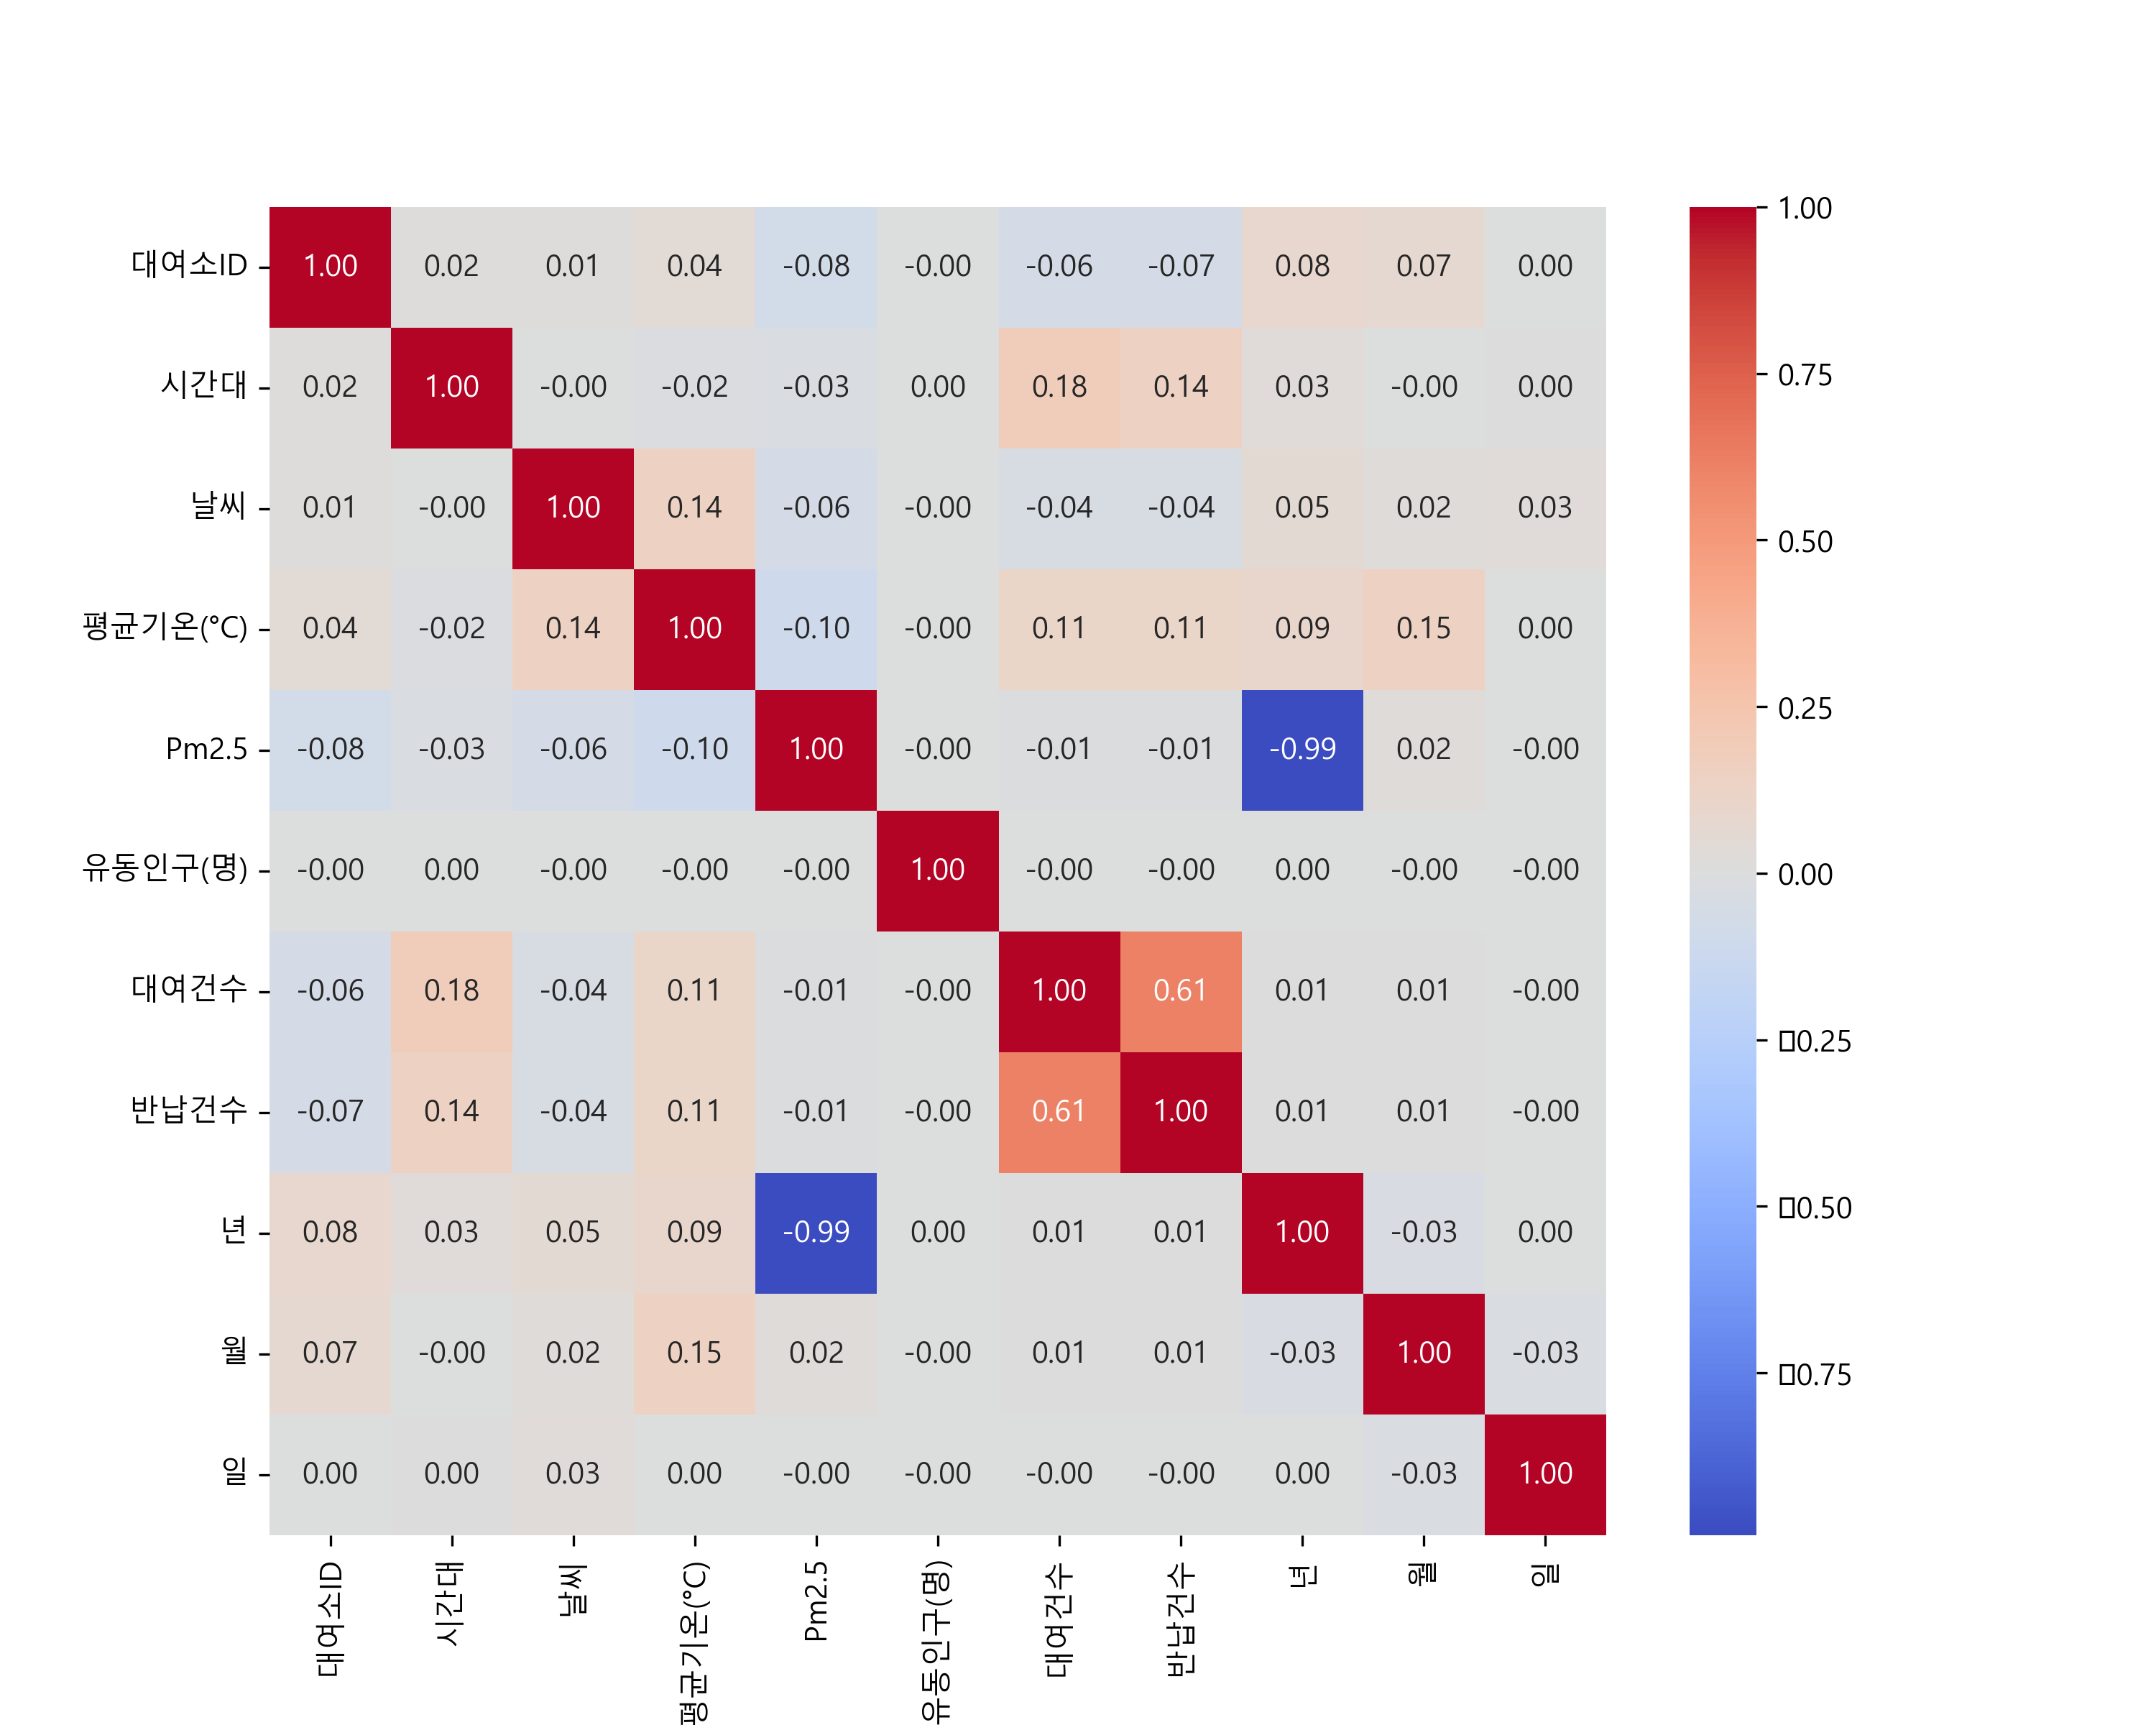 대여소ID 1.00 0.02 0.01 0.04 -0.08 -0.00 -0.06 -0.07 0.08 0.07 0.00
시간대 0.02 1.00 -0.00 -0.02 -0.03 0.00 0.18 0.14 0.03 -0.00 0.00
날씨 0.01 -0.00 1.00 0.14 -0.06 -0.00 -0.04 -0.04 0.05 0.02 0.03
평균기온(°C) 0.04 -0.02 0.14 1.00 -0.10 -0.00 0.11 0.11 0.09 0.15 0.00
Pm2.5 -0.08 -0.03 -0.06 -0.10 1.00 -0.00 -0.01 -0.01 -0.99 0.02 -0.00
유동인구(명) -0.00 0.00 -0.00 -0.00 -0.00 1.00 -0.00 -0.00 0.00 -0.00 -0.00
대여건수 -0.06 0.18 -0.04 0.11 -0.01 -0.00 1.00 0.61 0.01 0.01 -0.00
반납건수 -0.07 0.14 -0.04 0.11 -0.01 -0.00 0.61 1.00 0.01 0.01 -0.00
년 0.08 0.03 0.05 0.09 -0.99 0.00 0.01 0.01 1.00 -0.03 0.00
월 0.07 -0.00 0.02 0.15 0.02 -0.00 0.01 0.01 -0.03 1.00 -0.03
일 0.00 0.00 0.03 0.00 -0.00 -0.00 -0.00 -0.00 0.00 -0.03 1.00
대여소ID 시간대 날씨 평균기온(°C) Pm2.5 유동인구(명) 대여건수 반납건수 년 월 일
1.00
0.75
0.50
0.25
0.00
□0.25
□0.50
□0.75